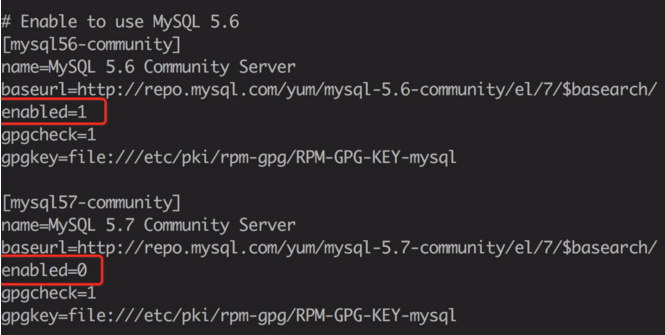 # Enable to use MySQL 5.6
[mysql56-community]
name=MySQL 5.6 Community Server
baseurl=http://repo.mysql.com/yum/mysql-5.6-community/el/7/$basearch/
enabled=1
gpgcheck=1
gpgkey=file:///etc/pki/rpm-gpg/RPM-GPG-KEY-mysql
[mysql57-community]
name=MySQL 5.7 Community Server
baseurl=http://repo.mysql.com/yum/mysql-5.7-community/el/7/$basearch/
enabled=0
gpgcheck=1
gpgkey=file:///etc/pki/rpm-gpg/RPM-GPG-KEY-mysql